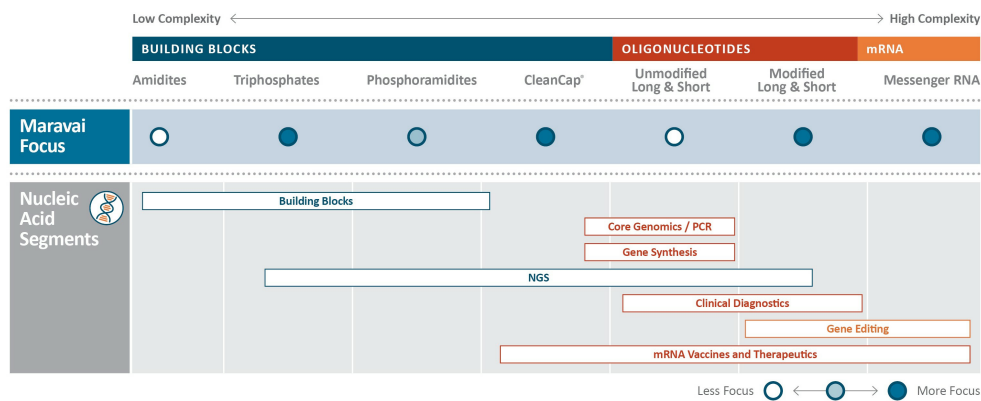 Low Complexity High Complexity
BUILDING BLOCKS OLIGONUCLEOTIDES mRNA
Amidites Triphosphates Phosphoramidites CleanCap® Unmodified Long & Short Modified Long & Short Messenger RNA
Maravai
Focus
Nucleic
Acid
Segments
Building Blocks
Core Genomics / PCR
Gene Synthesis
NGS
Clinical Diagnostics
Gene Editing
mRNA Vaccines and Therapeutics
Less Focus More Focus